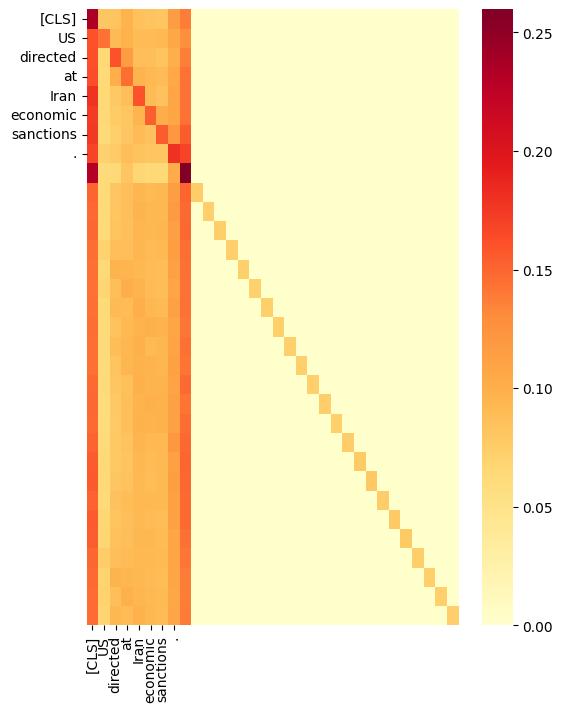 [CLS]
US
directed
at
Iran
economic
sanctions
.
0.25
0.20
0.15
0.10
0.05
0.00
[CLS]
US
directed
at
Iran
economic
sanctions
.